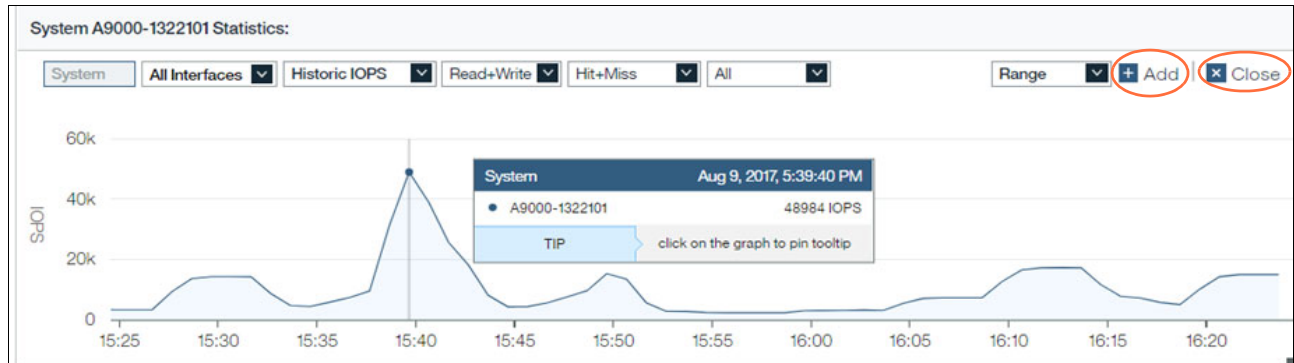 System A9000-1322101 Statistics:
System All Interfaces Historic IOPS Read+Write Hit+Miss All Range Add Close
60k
System Aug 9, 2017, 5:39:40 PM
40k
A9000-1322101 48984 IOPS
IOPS
TIP click on the graph to pin tooltip
20k
0
15:25 15:30 15:35 15:40 15:45 15:50 15:55 16:00 16:05 16:10 16:15 16:20